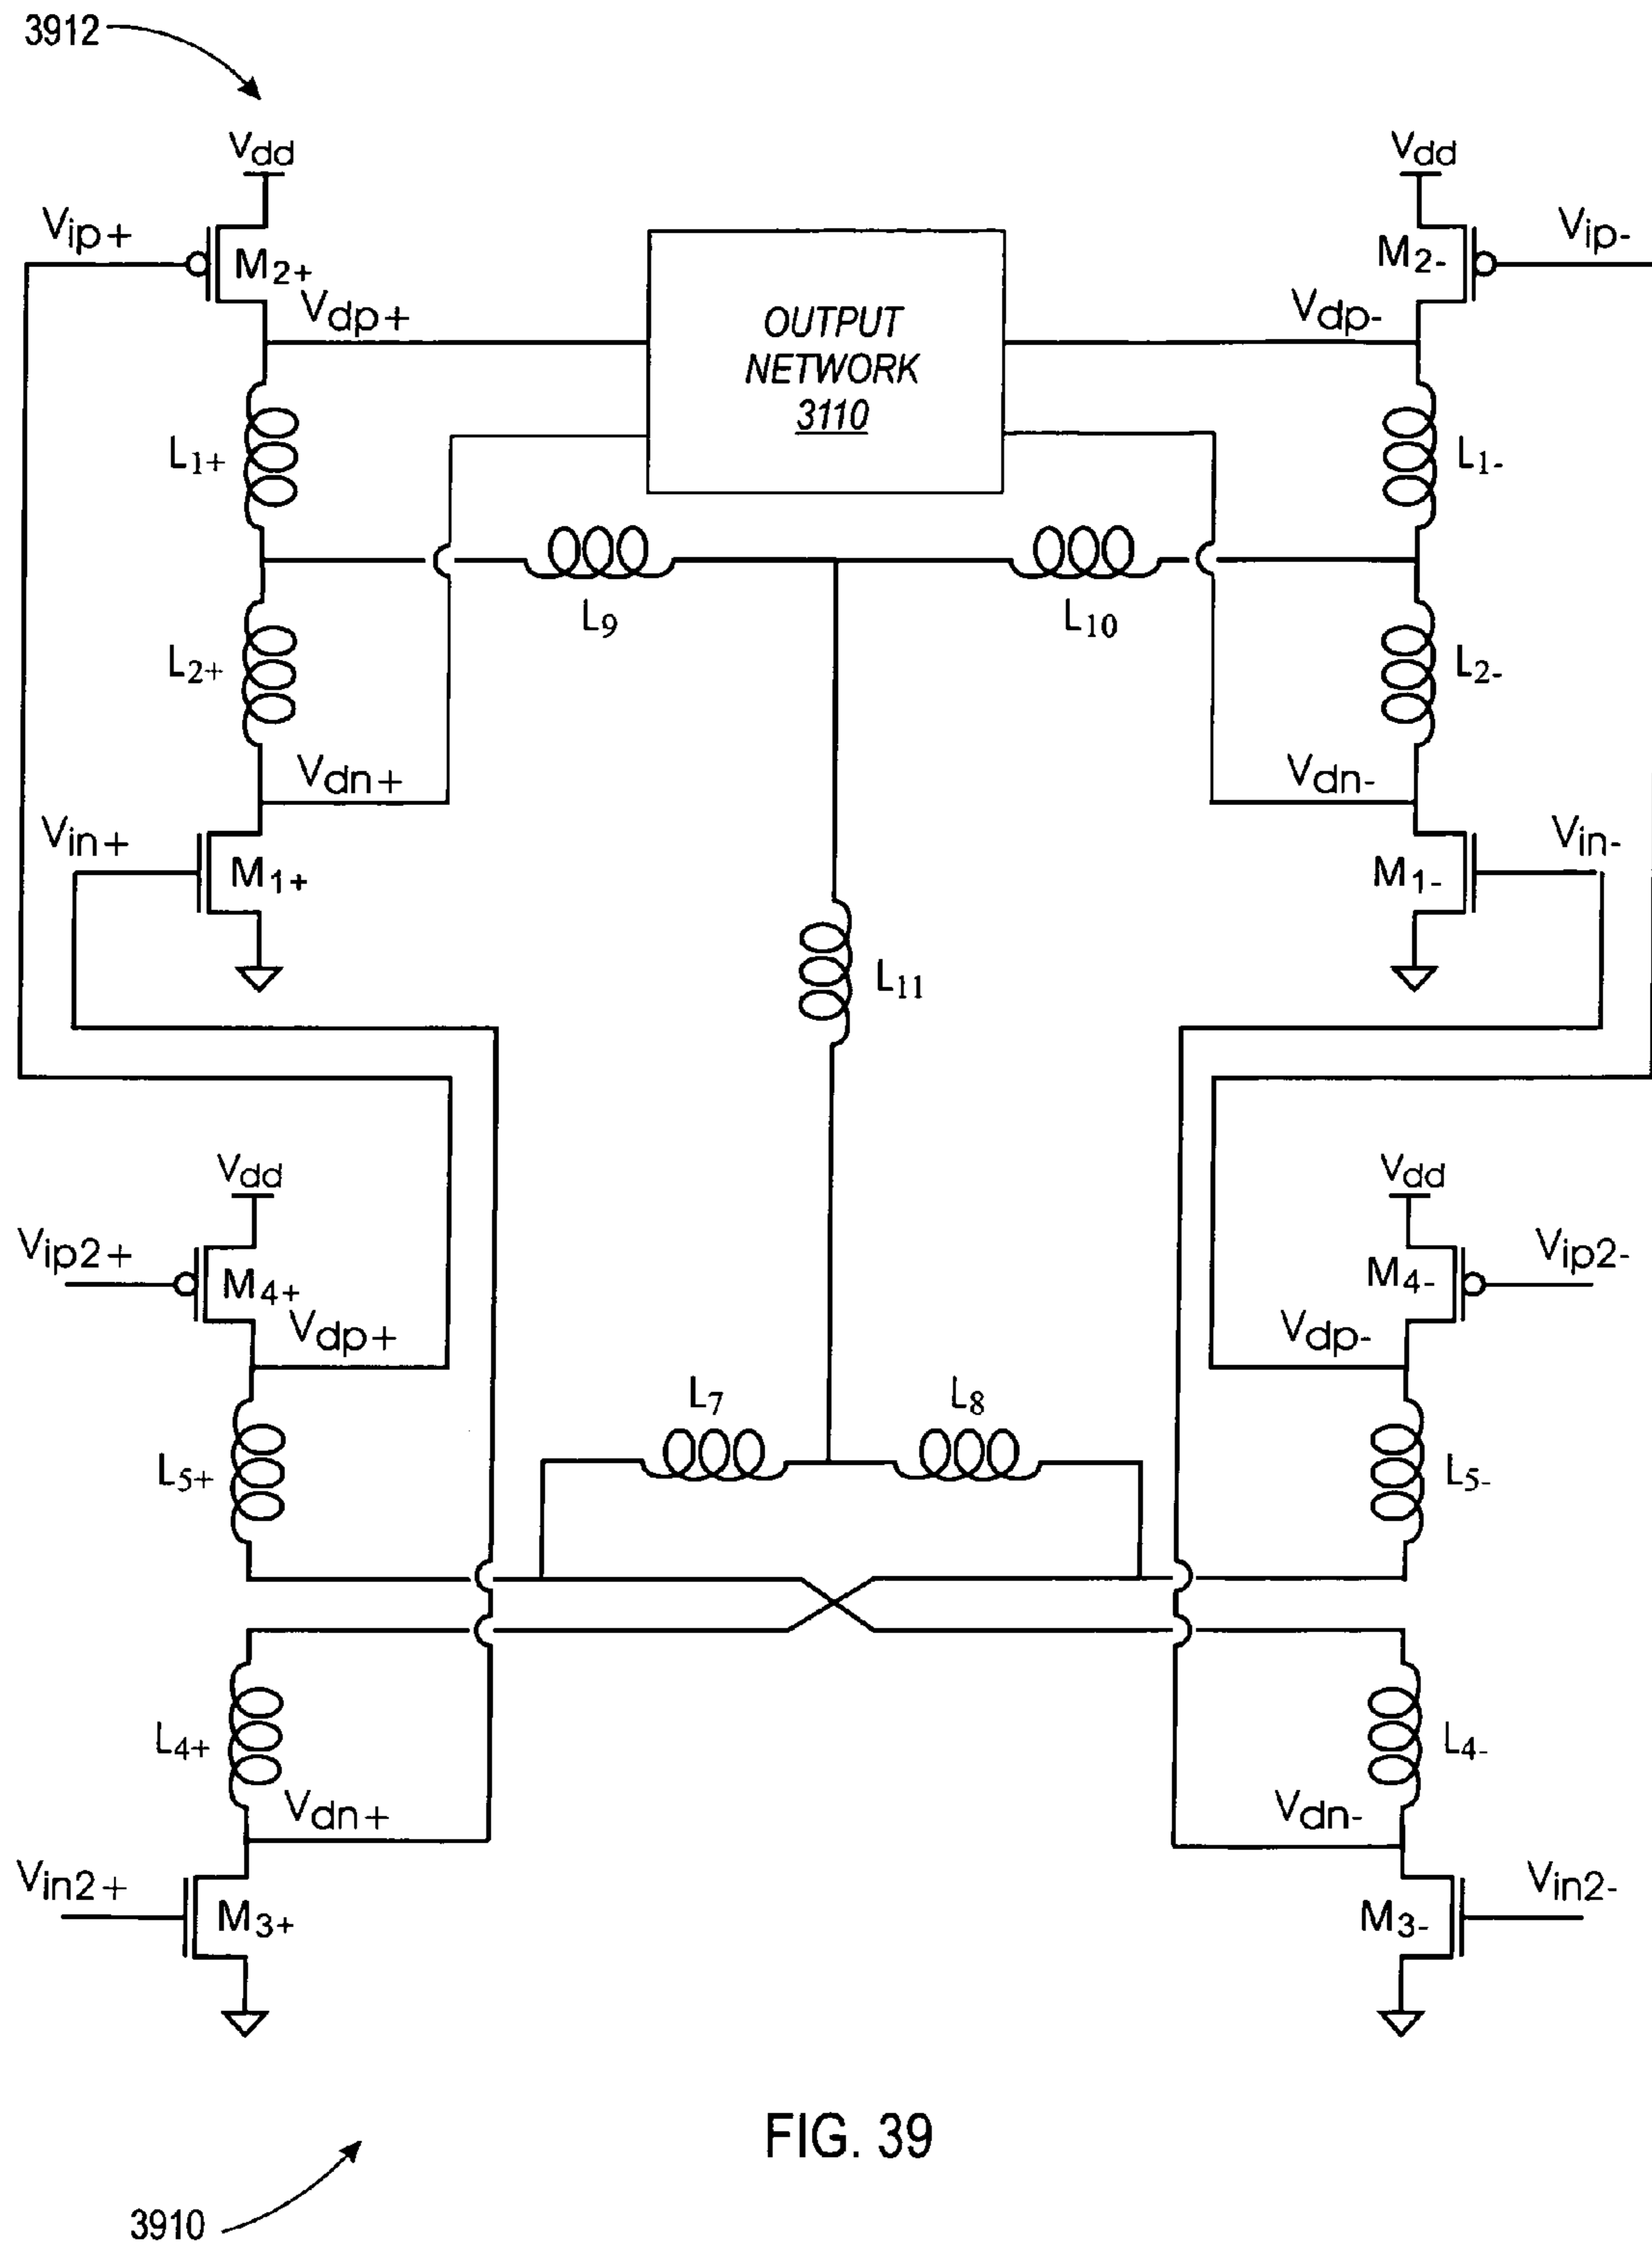 3912
Vdd Vdd
Vip+ Vip-
M2+ M2-
Vdp+ Vdp-
OUTPUT
NETWORK
3110
L1+ L1-
L9 L10
L2+ L2-
Vdn+ Vdn-
Vin+ Vin-
M1+ M1-
L11
Vdd Vdd
Vip2+ Vip2-
M4+ M4-
Vdp+ Vdp-
L7 L8
L5+ L5-
L4+ L4-
Vdn+ Vdn-
Vin2+ Vin2-
M3+ M3-
FIG. 39
3910